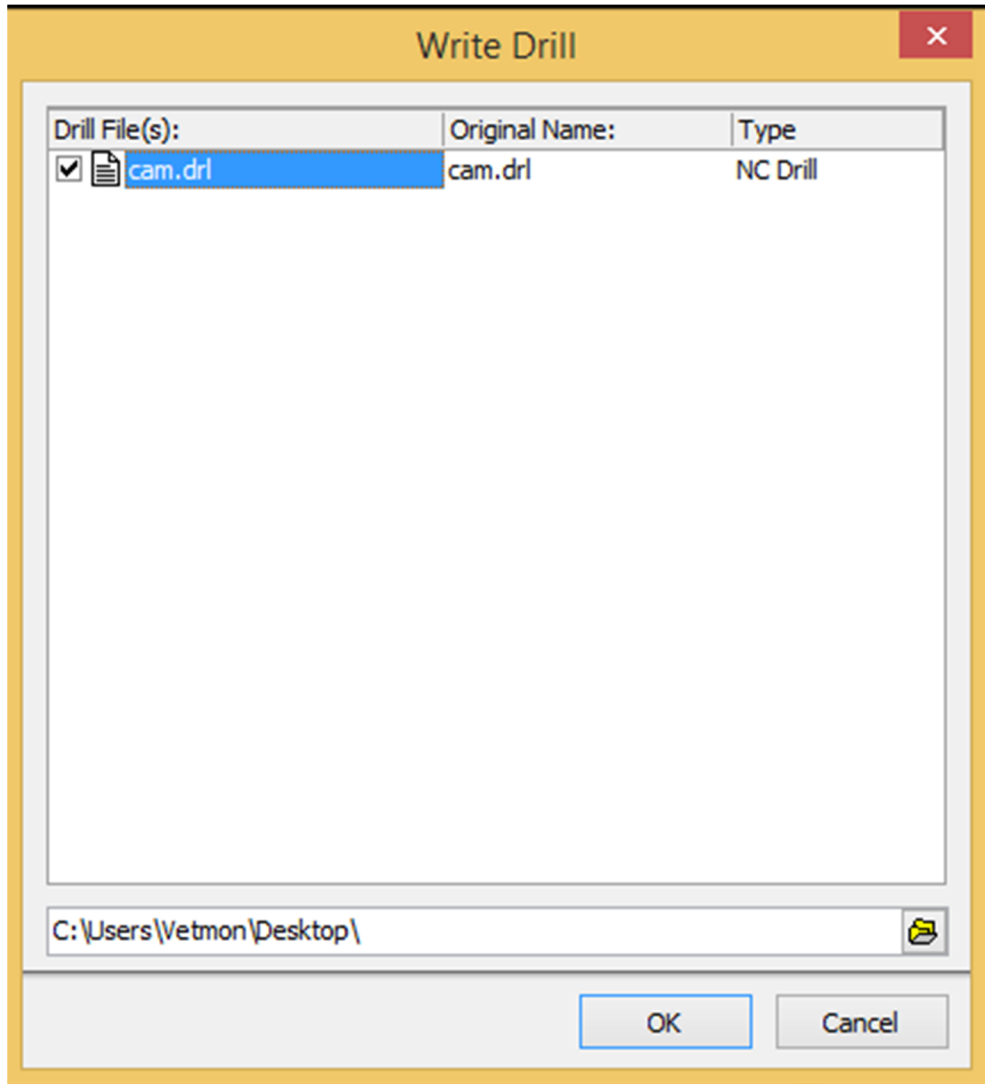 Write Drill
Drill File(s): Original Name: Type
cam.drl cam.drl NC Drill
C:\Users\Vetmon\Desktop\
OK Cancel